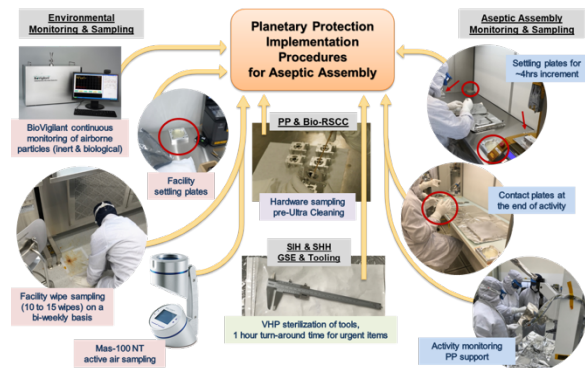 Environmental
Monitoring & Sampling
Planetary Protection
Implementation
Procedures
for Aseptic Assembly
Aseptic Assembly
Monitoring & Sampling
BioVigilant continuous
monitoring of airborne
particles (inert & biological)
Facility
settling plates
PP & Bio-RSCC
Hardware sampling
pre-Ultra Cleaning
Settling plates for
~4hrs increment
Contact plates at
the end of activity
Facility wipe sampling
(10 to 15 wipes) on a
bi-weekly basis
Mas-100 NT
active air sampling
SIH & SHH
GSE & Tooling
VHP sterilization of tools,
1 hour turn-around time for urgent items
Activity monitoring
PP support